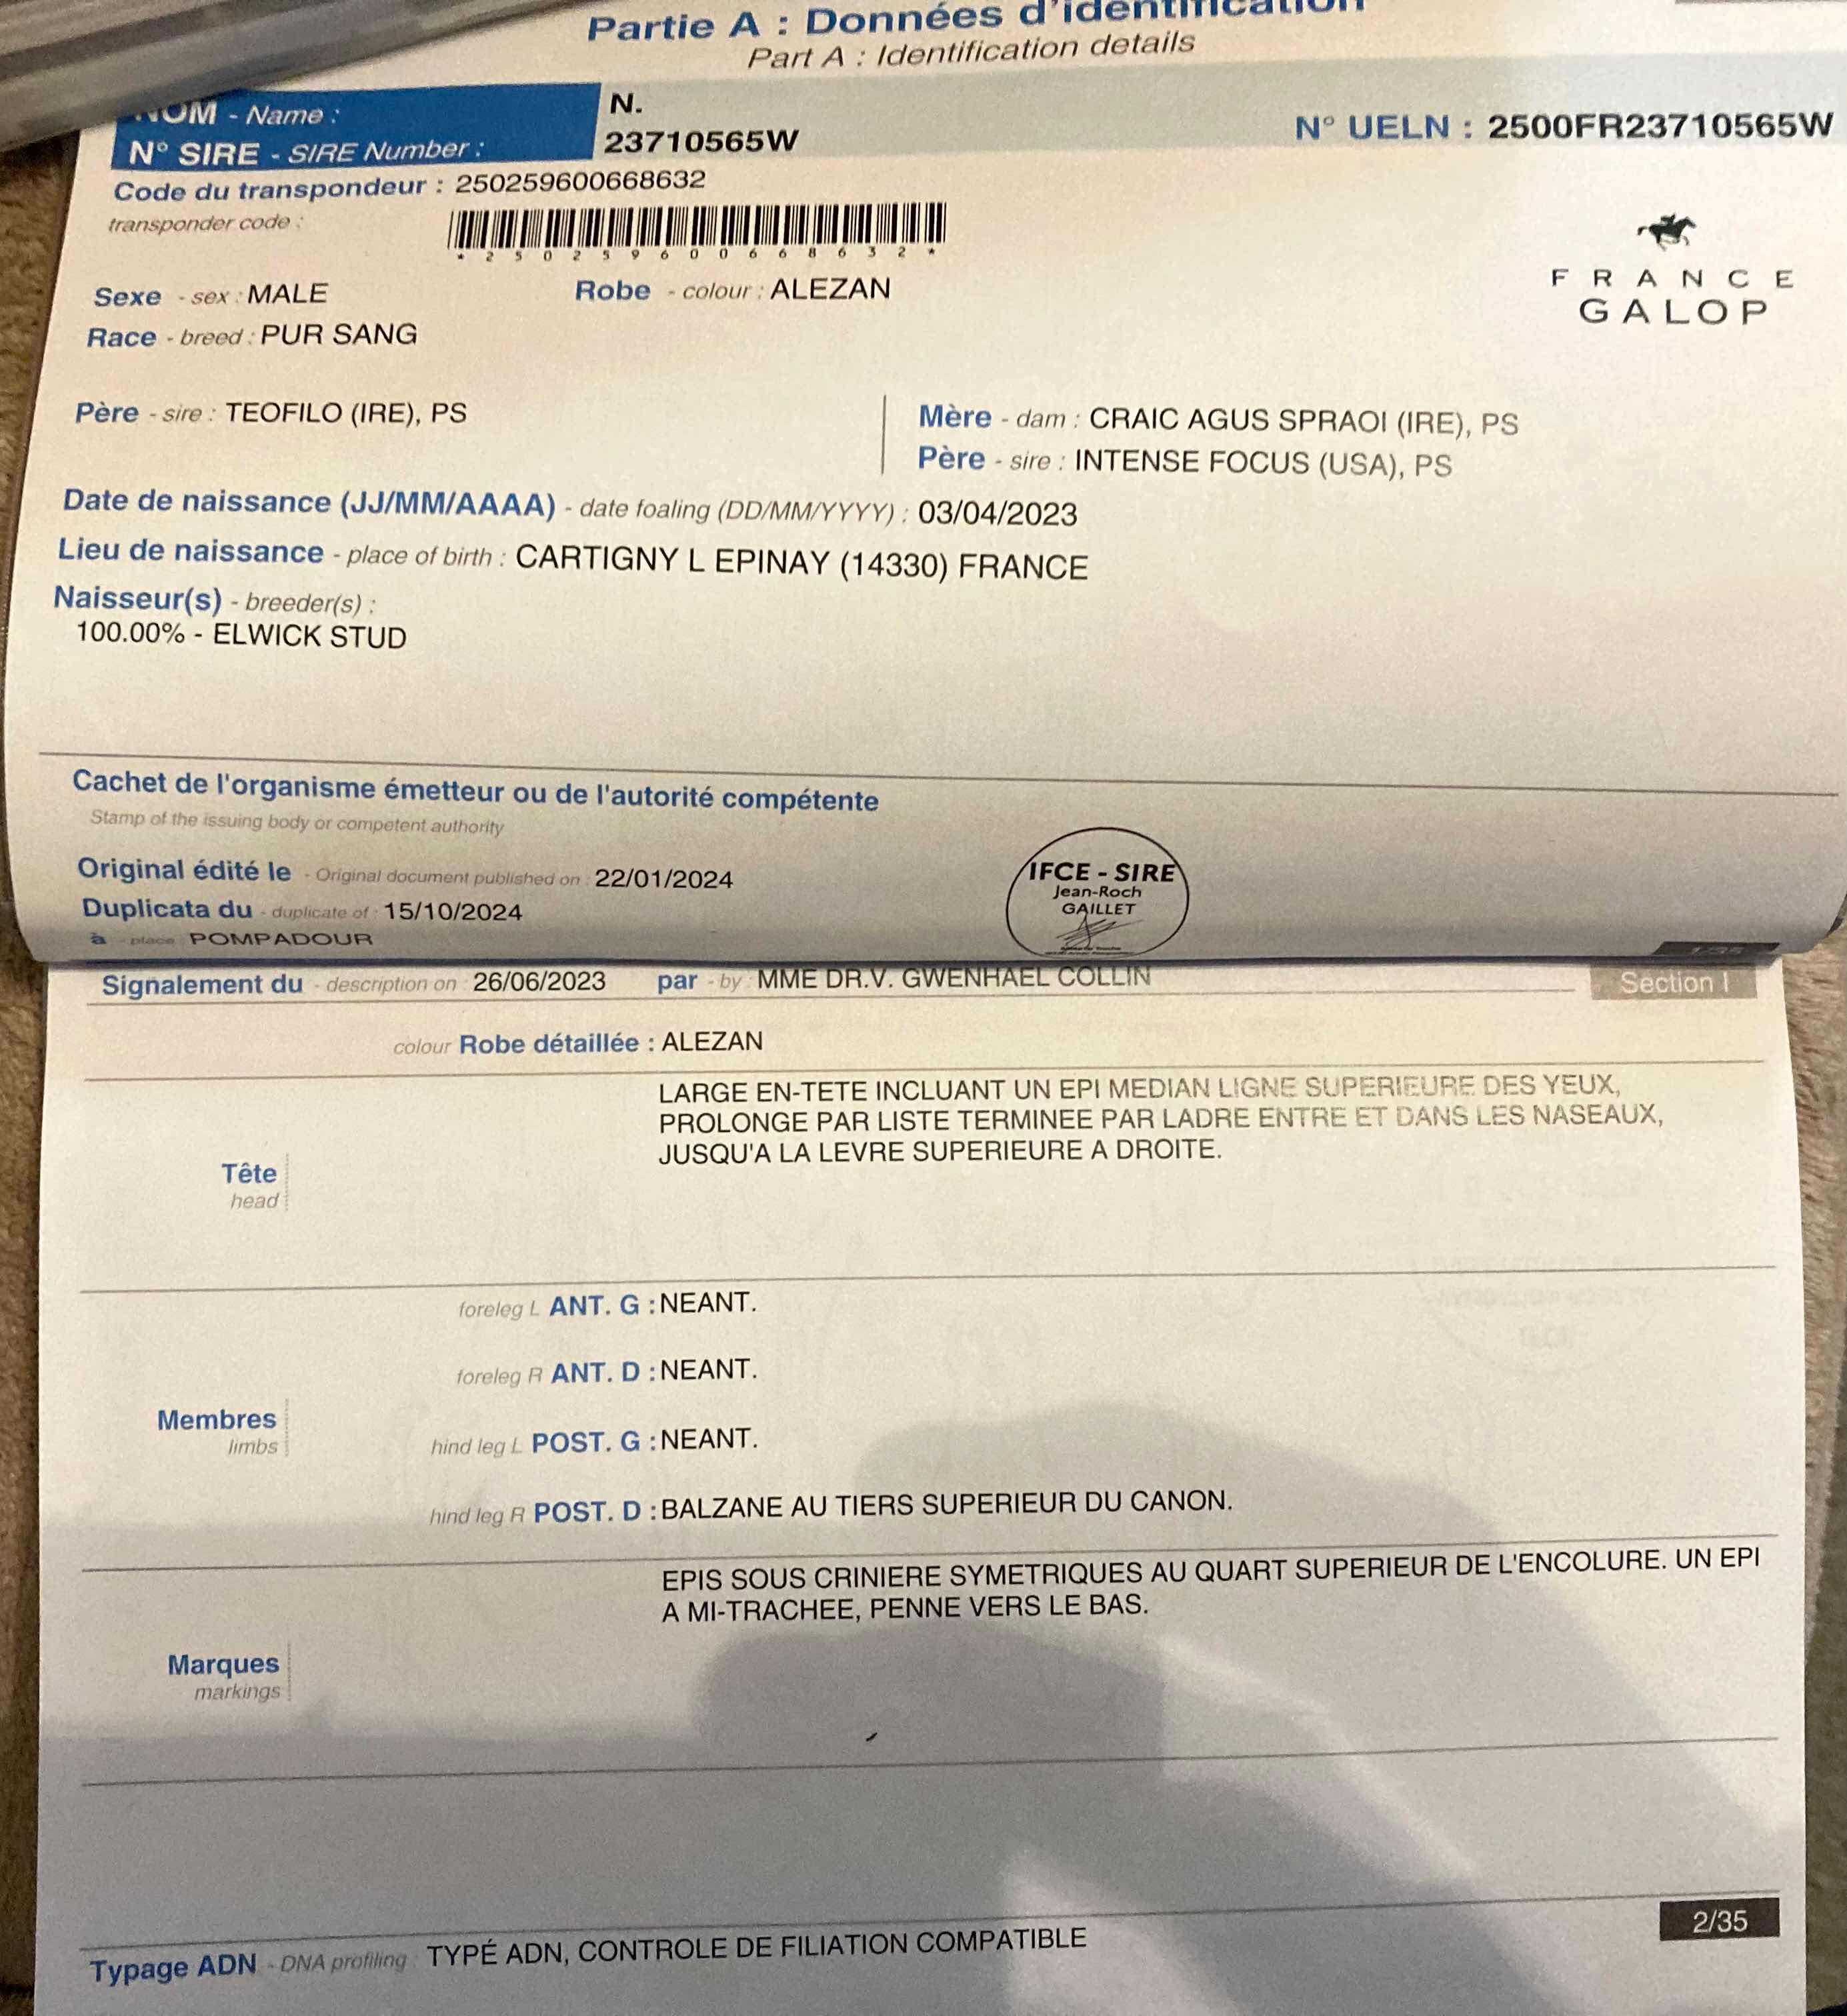 Partie A : Données d'identification
Part A : Identification details
NOM - Name :
N.
N° SIRE - SIRE Number :
23710565W
N° UELN : 2500FR23710565W
Code du transpondeur : 250259600668632
transponder code :
* 2 5 0 2 5 9 6 0 0 6 6 8 6 3 2 *
FRANCE
GALOP
Sexe - sex : MALE
Robe - colour : ALEZAN
Race - breed : PUR SANG
Père - sire : TEOFILO (IRE), PS
Mère - dam : CRAIC AGUS SPRAOI (IRE), PS
Père - sire : INTENSE FOCUS (USA), PS
Date de naissance (JJ/MM/AAAA) - date foaling (DD/MM/YYYY) : 03/04/2023
Lieu de naissance - place of birth : CARTIGNY L EPINAY (14330) FRANCE
Naisseur(s) - breeder(s) :
100.00% - ELWICK STUD
Cachet de l'organisme émetteur ou de l'autorité compétente
Stamp of the issuing body or competent authority
Original édité le - Original document published on : 22/01/2024
Duplicata du - duplicate of : 15/10/2024
à - place POMPADOUR
IFCE - SIRE
Jean-Roch
GAILLET
1/35
Signalement du - description on : 26/06/2023 par - by : MME DR.V. GWENHAEL COLLIN
Section I
colour Robe détaillée : ALEZAN
Tête
head
LARGE EN-TETE INCLUANT UN EPI MEDIAN LIGNE SUPERIEURE DES YEUX,
PROLONGE PAR LISTE TERMINEE PAR LADRE ENTRE ET DANS LES NASEAUX,
JUSQU'A LA LEVRE SUPERIEURE A DROITE.
Membres
limbs
foreleg L ANT. G : NEANT.
foreleg R ANT. D : NEANT.
hind leg L POST. G : NEANT.
hind leg R POST. D : BALZANE AU TIERS SUPERIEUR DU CANON.
Marques
markings
EPIS SOUS CRINIERE SYMETRIQUES AU QUART SUPERIEUR DE L'ENCOLURE. UN EPI
A MI-TRACHEE, PENNE VERS LE BAS.
2/35
Typage ADN - DNA profiling TYPÉ ADN, CONTROLE DE FILIATION COMPATIBLE